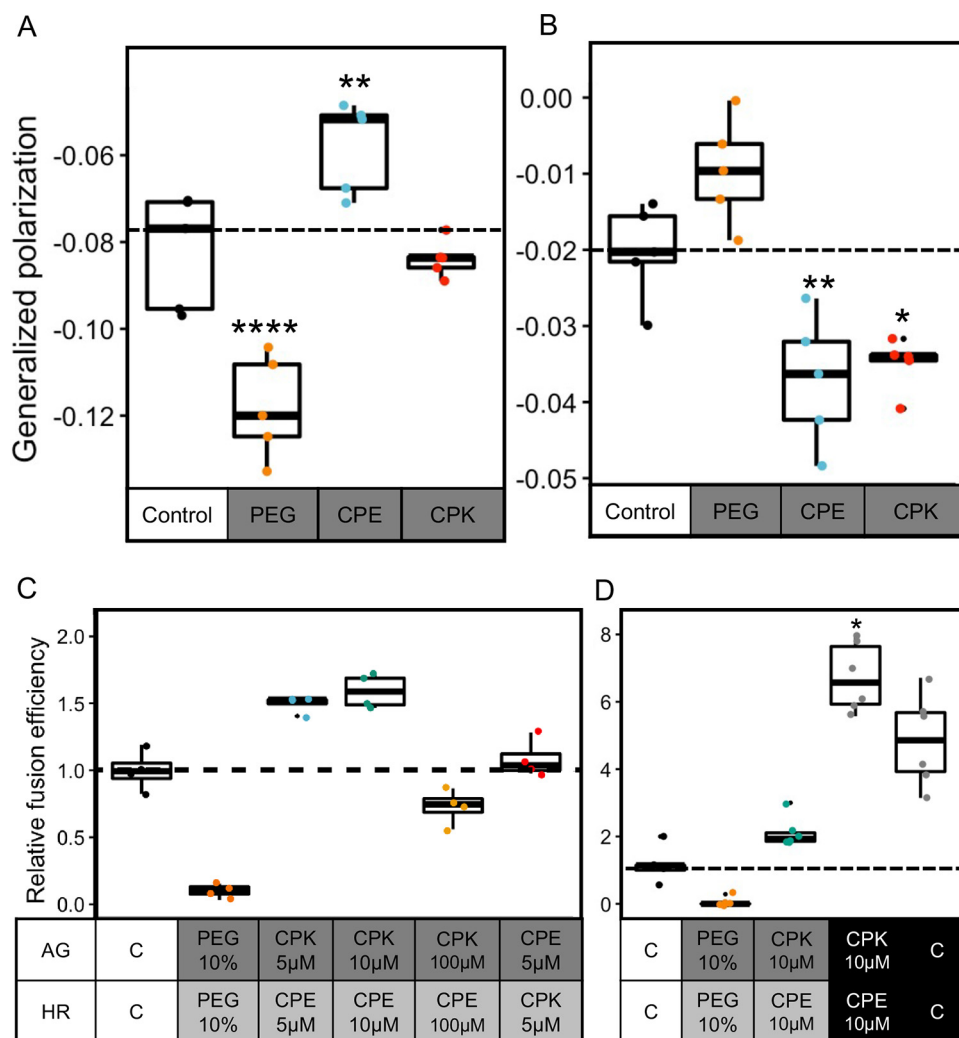 A
B
Generalized polarization
-0.06
-0.08
-0.10
-0.12
**
****
Control PEG CPE CPK
0.00
-0.01
-0.02
-0.03
-0.04
-0.05
**
*
Control PEG CPE CPK
C
D
Relative fusion efficiency
2.0
1.5
1.0
0.5
0.0
AG C PEG 10% CPK 5µM CPK 10µM CPK 100µM CPE 5µM
HR C PEG 10% CPE 5µM CPE 10µM CPE 100µM CPK 5µM
8
6
4
2
0
*
C PEG 10% CPK 10µM CPK 10µM C
C PEG 10% CPE 10µM CPE 10µM C